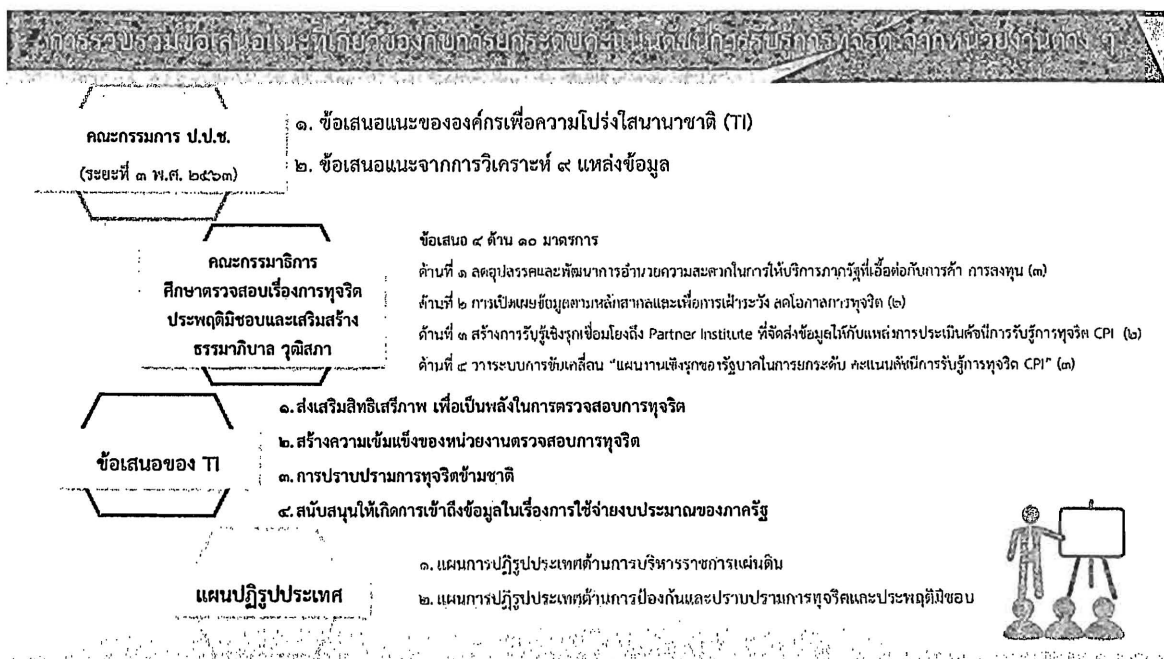 การรวบรวมข้อเสนอแนะที่เกี่ยวข้องกับการยกระดับคะแนนดัชนีการรับรู้การทุจริต จากหน่วยงานต่าง ๆ
คณะกรรมการ ป.ป.ช.
(ระยะที่ ๓ พ.ศ. ๒๕๖๓)
๑. ข้อเสนอแนะขององค์กรเพื่อความโปร่งใสนานาชาติ (TI)
๒. ข้อเสนอแนะจากการวิเคราะห์ ๙ แหล่งข้อมูล
คณะกรรมาธิการ
ศึกษาตรวจสอบเรื่องการทุจริต
ประพฤติมิชอบและเสริมสร้าง
ธรรมาภิบาล วุฒิสภา
ข้อเสนอ ๔ ด้าน ๑๐ มาตรการ
ด้านที่ ๑ ลดอุปสรรคและพัฒนาการอำนวยความสะดวกในการให้บริการภาครัฐที่เอื้อต่อการค้า การลงทุน (๓)
ด้านที่ ๒ การเปิดเผยข้อมูลตามหลักสากลและเพื่อการเฝ้าระวัง ลดโอกาสการทุจริต (๒)
ด้านที่ ๓ สร้างการรับรู้เชิงรุกเชื่อมโยงถึง Partner Institute ที่จัดส่งข้อมูลให้กับแหล่งการประเมินดัชนีการรับรู้การทุจริต CPI (๒)
ด้านที่ ๔ วางระบบการขับเคลื่อน “แผนงานเชิงรุกของรัฐบาลในการยกระดับ คะแนนดัชนีการรับรู้การทุจริต CPI” (๓)
ข้อเสนอของ TI
๑. ส่งเสริมสิทธิเสรีภาพ เพื่อเป็นพลังในการตรวจสอบการทุจริต
๒. สร้างความเข้มแข็งของหน่วยงานตรวจสอบการทุจริต
๓. การปราบปรามการทุจริตข้ามชาติ
๔. สนับสนุนให้เกิดการเข้าถึงข้อมูลในเรื่องการใช้จ่ายงบประมาณของภาครัฐ
แผนปฏิรูปประเทศ
๑. แผนการปฏิรูปประเทศด้านการบริหารราชการแผ่นดิน
๒. แผนการปฏิรูปประเทศด้านการป้องกันและปราบปรามการทุจริตและประพฤติมิชอบ